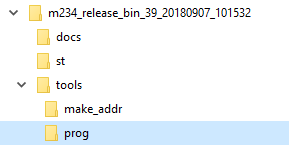 m234_release_bin_39_20180907_101532
docs
st
tools
make_addr
prog